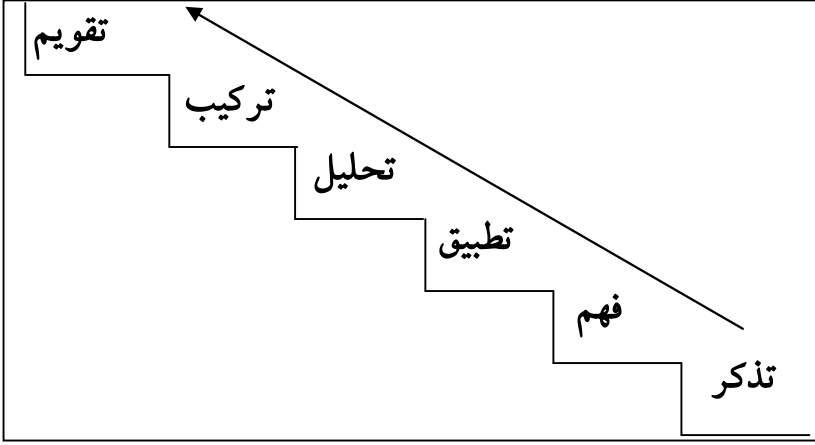 تقويم
تركيب
تحليل
تطبيق
فهم
تذكر